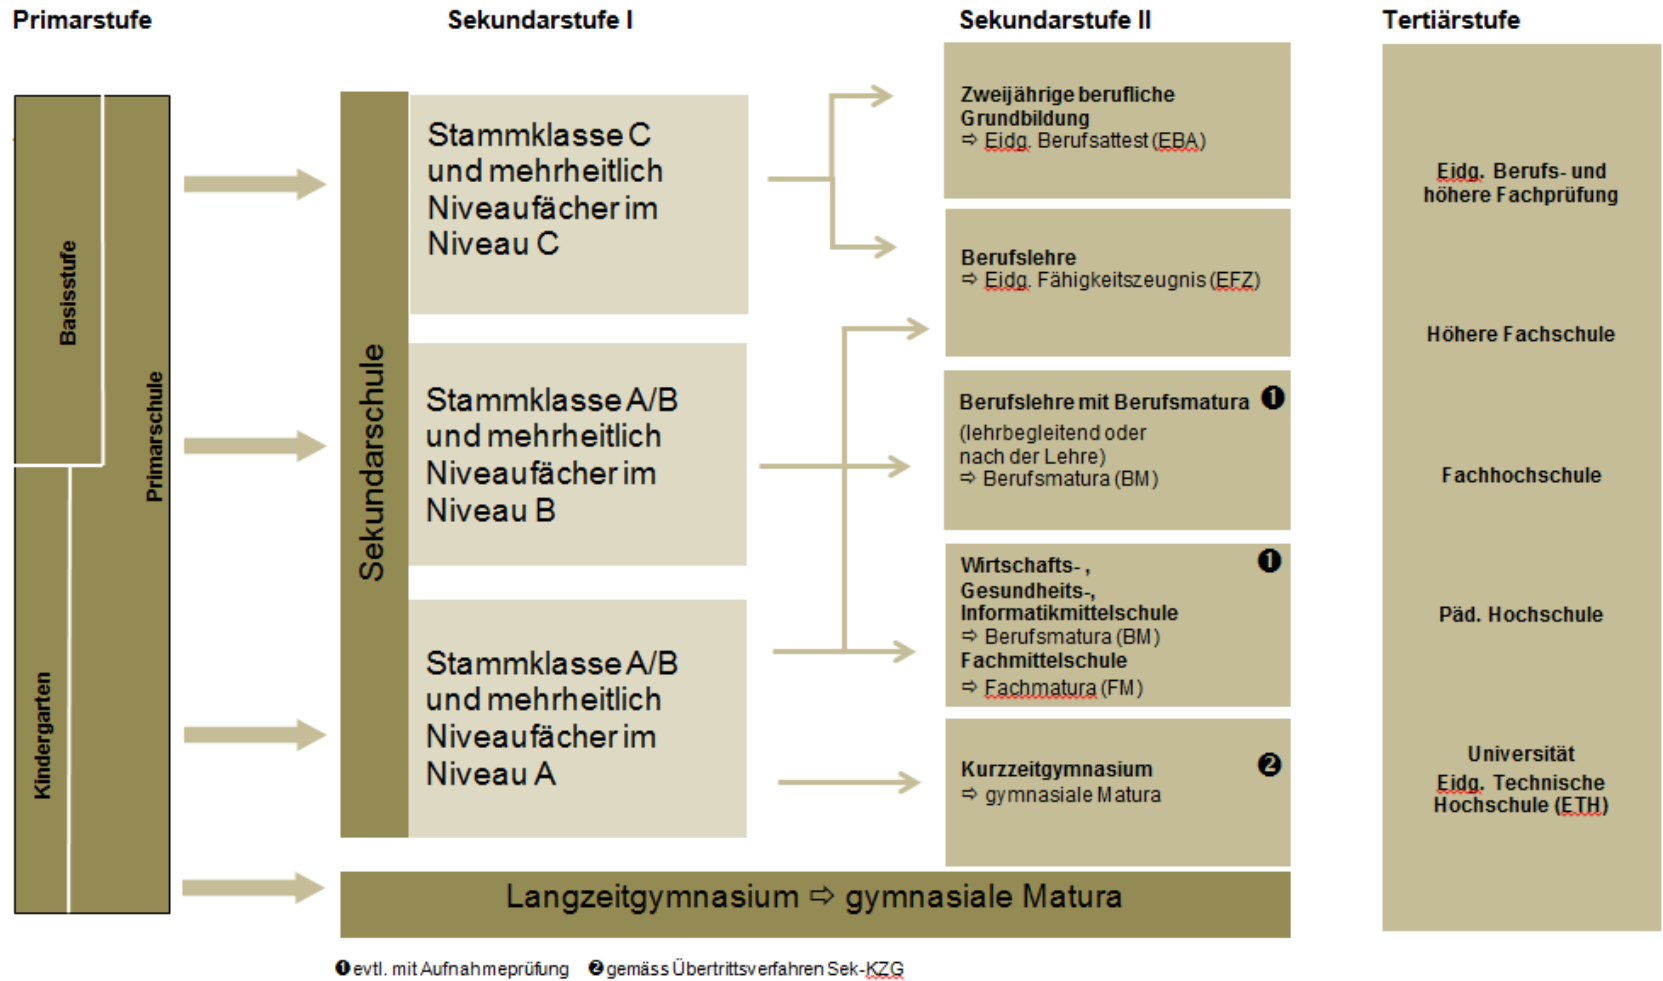 Primarstufe
Sekundarstufe I
Sekundarstufe II
Tertiärstufe
Basisstufe
Primarschule
Kindergarten
Sekundarschule
Stammklasse C
und mehrheitlich
Niveaufächer im
Niveau C
Stammklasse A/B
und mehrheitlich
Niveaufächer im
Niveau B
Stammklasse A/B
und mehrheitlich
Niveaufächer im
Niveau A
Zweijährige berufliche
Grundbildung
⇨ Eidg. Berufsattest (EBA)
Berufslehre
⇨ Eidg. Fähigkeitszeugnis (EFZ)
Berufslehre mit Berufsmatura ❶
(lehrbegleitend oder
nach der Lehre)
⇨ Berufsmatura (BM)
Wirtschafts- , ❶
Gesundheits-,
Informatikmittelschule
⇨ Berufsmatura (BM)
Fachmittelschule
⇨ Fachmatura (FM)
Kurzzeitgymnasium ❷
⇨ gymnasiale Matura
Langzeitgymnasium ⇨ gymnasiale Matura
Eidg. Berufs- und
höhere Fachprüfung
Höhere Fachschule
Fachhochschule
Päd. Hochschule
Universität
Eidg. Technische
Hochschule (ETH)
❶ evtl. mit Aufnahmeprüfung ❷ gemäss Übertrittsverfahren Sek-KZG